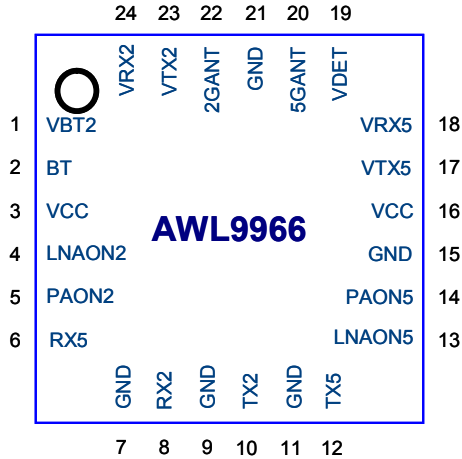 24 23 22 21 20 19
VRX2 VTX2 2GANT GND 5GANT VDET
1 VBT2 VRX5 18
2 BT VTX5 17
3 VCC VCC 16
AWL9966
4 LNAON2 GND 15
5 PAON2 PAON5 14
6 RX5 LNAON5 13
GND RX2 GND TX2 GND TX5
7 8 9 10 11 12